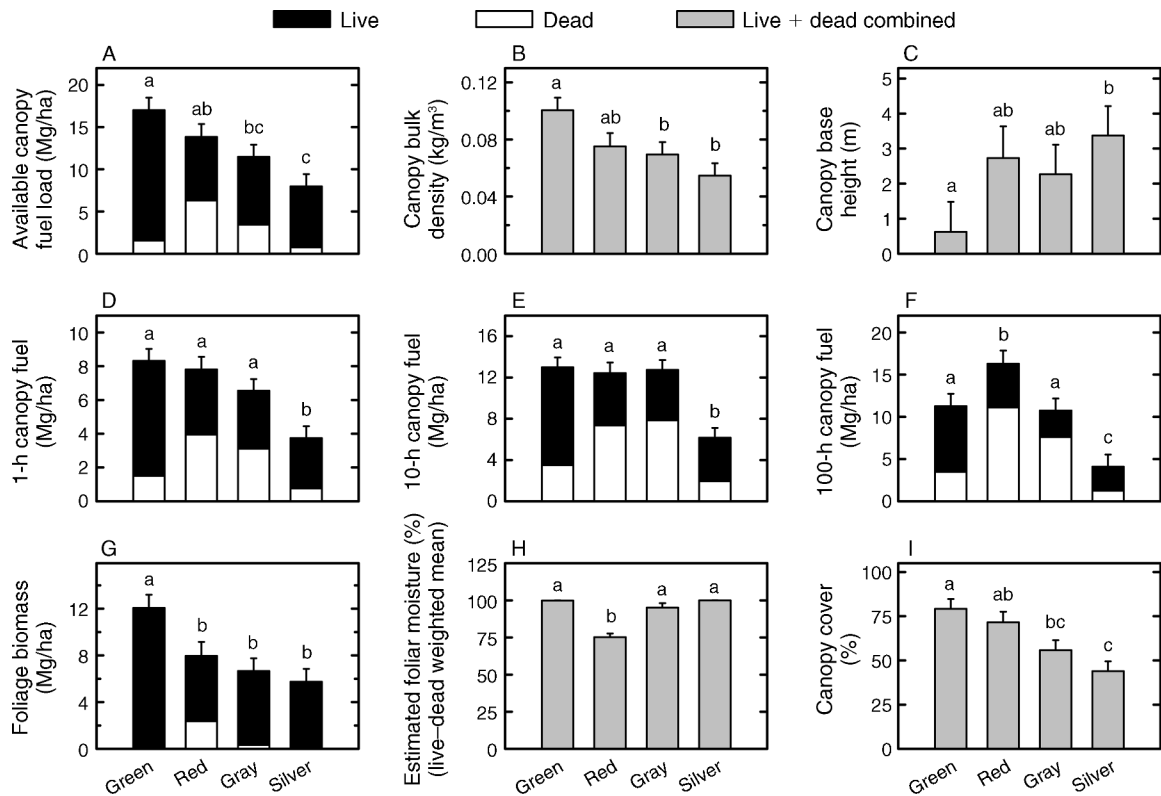 Live Dead Live + dead combined
A
Available canopy
fuel load (Mg/ha)
20
15
10
5
0
a
ab
bc
c
B
Canopy bulk
density (kg/m³)
0.12
0.08
0.04
0.00
a
ab
b
b
C
Canopy base
height (m)
5
4
3
2
1
0
a
ab
ab
b
D
1-h canopy fuel
(Mg/ha)
10
8
6
4
2
0
a
a
a
b
E
10-h canopy fuel
(Mg/ha)
16
12
8
4
0
a
a
a
b
F
100-h canopy fuel
(Mg/ha)
20
15
10
5
0
a
b
a
c
G
Foliage biomass
(Mg/ha)
12
8
4
0
a
b
b
b
Green Red Gray Silver
H
Estimated foliar moisture (%)
(live–dead weighted mean)
125
100
75
50
25
0
a
b
a
a
Green Red Gray Silver
I
Canopy cover
(%)
100
75
50
25
0
a
ab
bc
c
Green Red Gray Silver